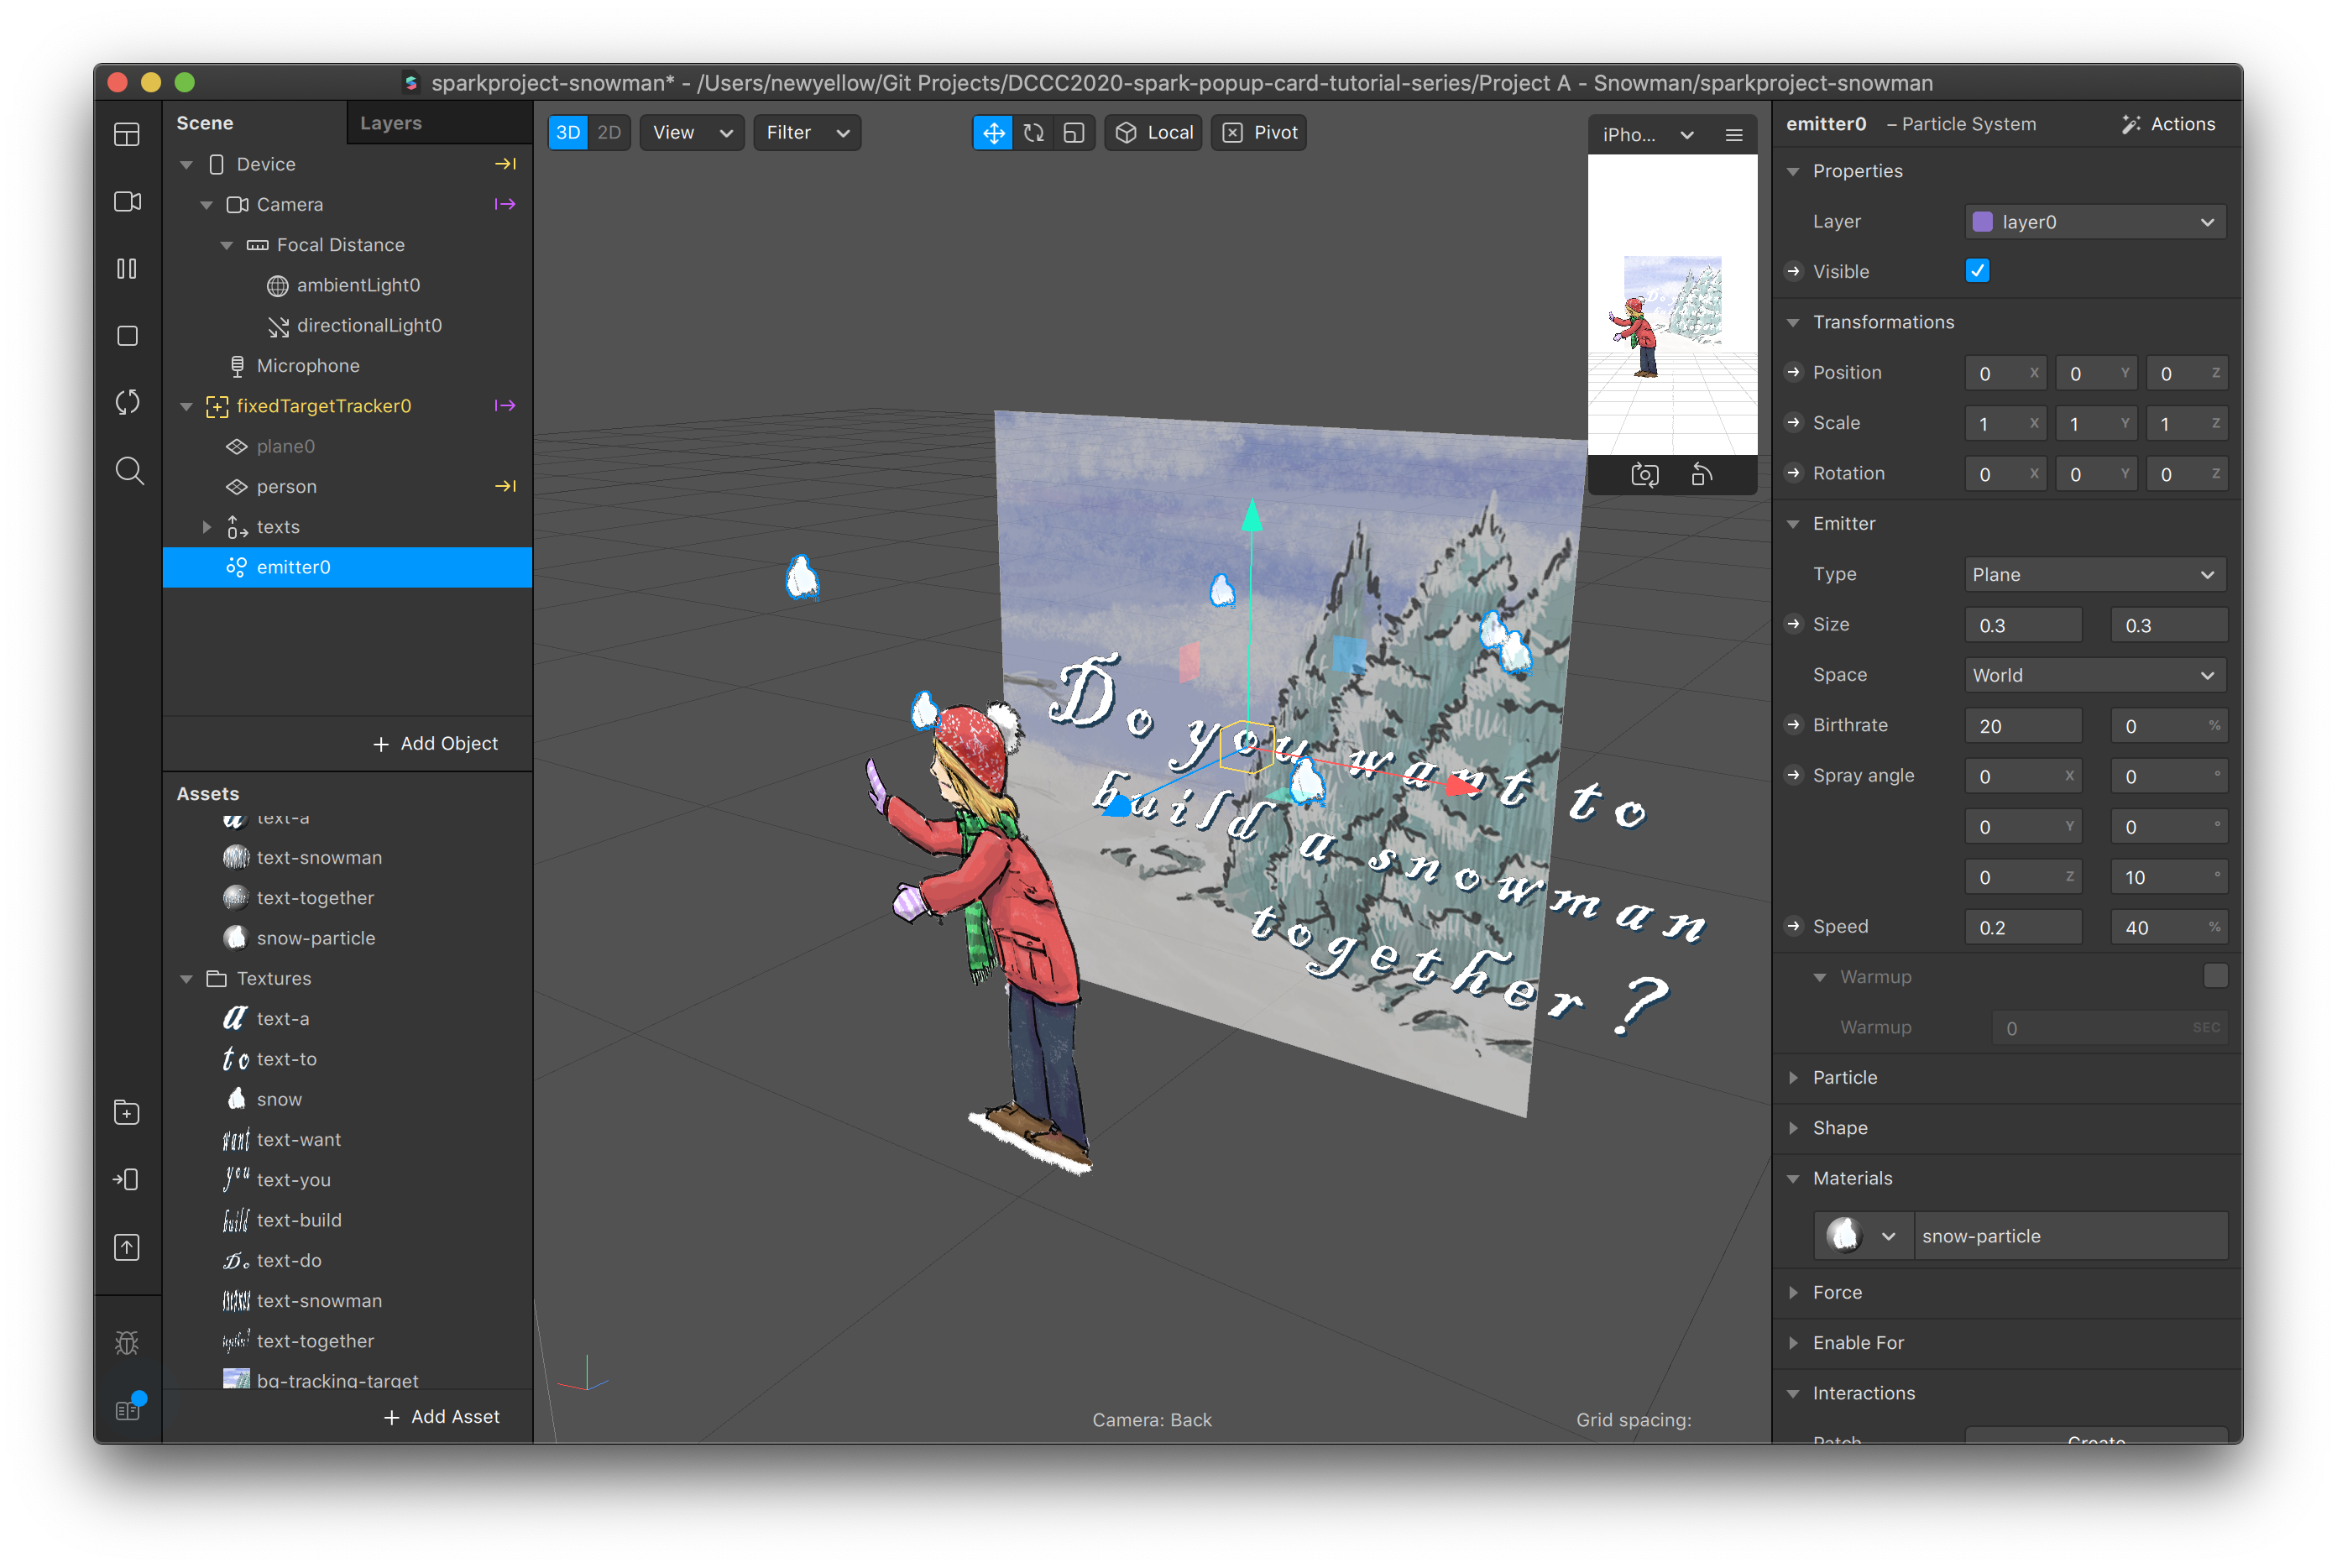 sparkproject-snowman* - /Users/newyellow/Git Projects/DCCC2020-spark-popup-card-tutorial-series/Project A - Snowman/sparkproject-snowman
Scene
Layers
Device
Camera
Focal Distance
ambientLight0
directionalLight0
Microphone
fixedTargetTracker0
plane0
person
texts
emitter0
+ Add Object
Assets
text-a
text-snowman
text-together
snow-particle
Textures
text-a
text-to
snow
text-want
text-you
text-build
text-do
text-snowman
text-together
bg-tracking-target
+ Add Asset
3D 2D View Filter Local Pivot
iPho...
Do you want to
build a snowman
together?
Camera: Back
Grid spacing:
emitter0 – Particle System Actions
Properties
Layer layer0
Visible
Transformations
Position 0 X 0 Y 0 Z
Scale 1 X 1 Y 1 Z
Rotation 0 X 0 Y 0 Z
Emitter
Type Plane
Size 0.3 0.3
Space World
Birthrate 20 0 %
Spray angle 0 X 0 °
0 Y 0 °
0 Z 10 °
Speed 0.2 40 %
Warmup
Warmup 0 SEC
Particle
Shape
Materials
snow-particle
Force
Enable For
Interactions
Patch Create